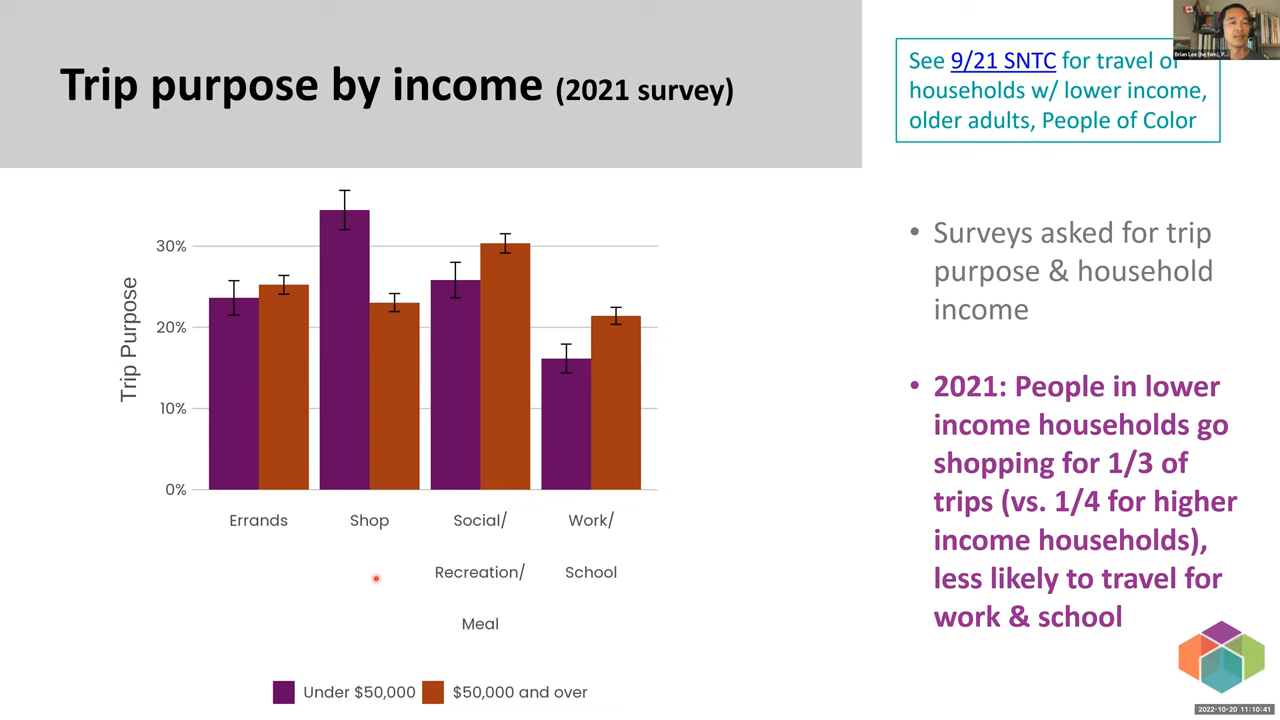 Trip purpose by income (2021 survey)
See 9/21 SNTC for travel of
households w/ lower income,
older adults, People of Color
Brian Lee (he/him), P...
Trip Purpose
30%
20%
10%
0%
Errands
Shop
Social/
Recreation/
Meal
Work/
School
Under $50,000
$50,000 and over
• Surveys asked for trip
purpose & household
income
• 2021: People in lower
income households go
shopping for 1/3 of
trips (vs. 1/4 for higher
income households),
less likely to travel for
work & school
2022-10-20 11:10:41